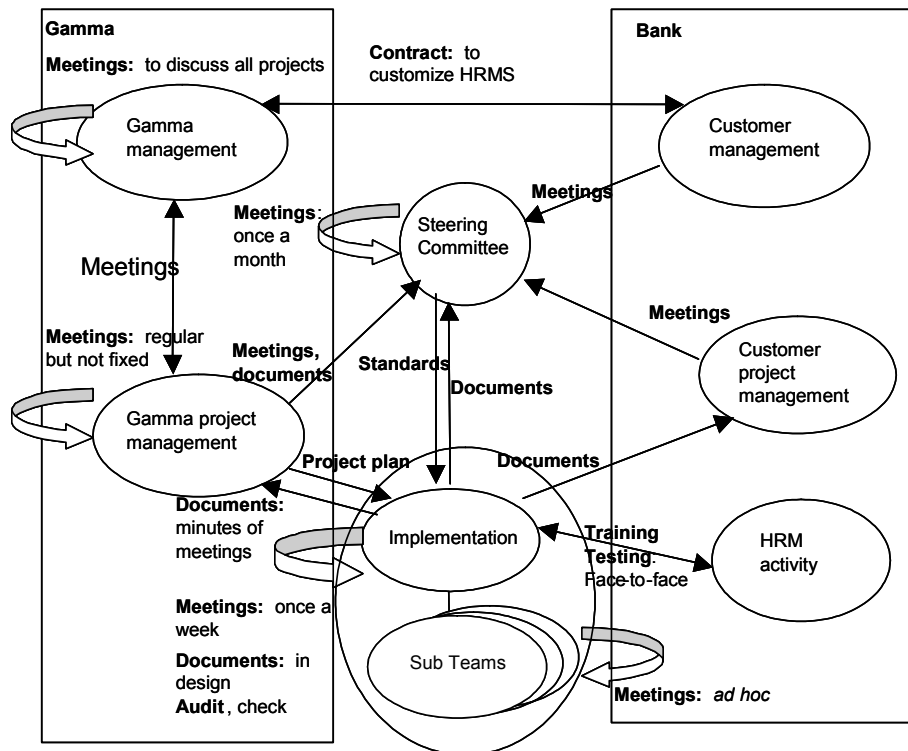 Gamma
Bank
Meetings: to discuss all projects
Contract: to
customize HRMS
Gamma
management
Customer
management
Meetings
Meetings:
once a
month
Steering
Committee
Meetings
Meetings: regular
but not fixed
Meetings,
documents
Standards
Documents
Meetings
Customer
project
management
Gamma project
management
Project plan
Documents
Documents:
minutes of
meetings
Implementation
Training
Testing:
Face-to-face
HRM
activity
Meetings: once a
week
Documents: in
design
Audit, check
Sub Teams
Meetings: ad hoc